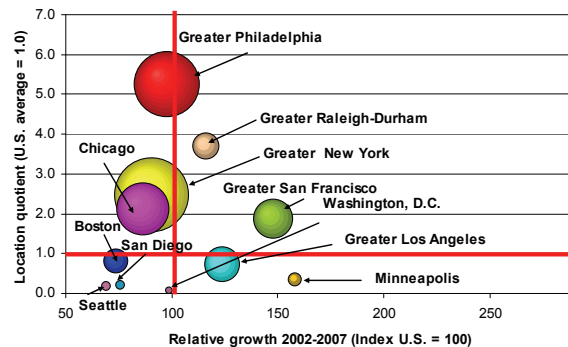 Location quotient (U.S. average = 1.0)
7.0
6.0
5.0
4.0
3.0
2.0
1.0
0.0
Greater Philadelphia
Greater Raleigh-Durham
Chicago
Greater  New York
Greater San Francisco
Washington, D.C.
Boston
San Diego
Greater Los Angeles
Minneapolis
Seattle
50
100
150
200
250
Relative growth 2002-2007 (Index U.S. = 100)